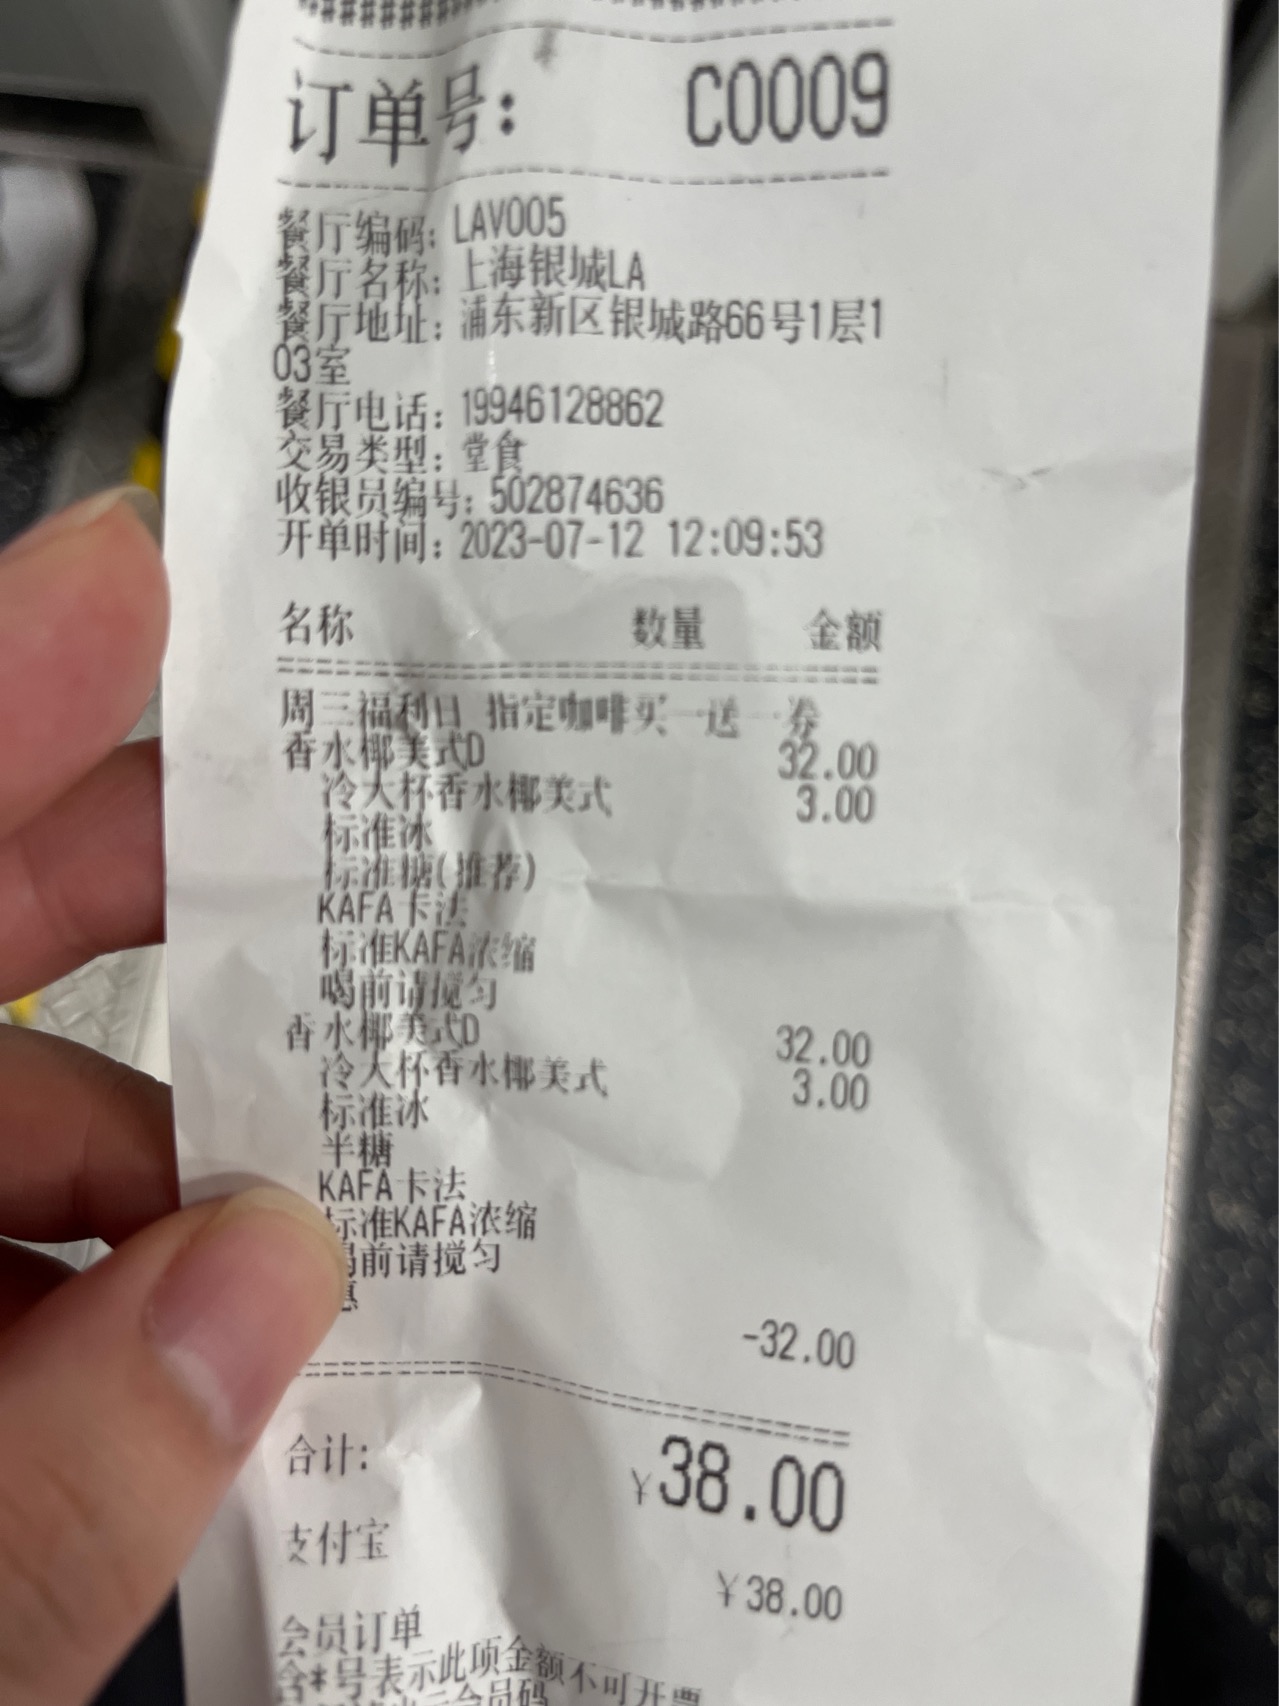 订单号： C0009
餐厅编码：LAV005
餐厅名称：上海银城LA
餐厅地址：浦东新区银城路66号1层1
03室
餐厅电话：19946128862
交易类型：堂食
收银员编号：502874636
开单时间：2023-07-12 12:09:53
名称 数量 金额
周三福利日 指定咖啡买一送一券
香水椰美式D 32.00
冷大杯香水椰美式 3.00
标准冰
标准糖(推荐)
KAFA卡法
标准KAFA浓缩
喝前请搅匀
香水椰美式D 32.00
冷大杯香水椰美式 3.00
标准冰
半糖
KAFA卡法
标准KAFA浓缩
喝前请搅匀
惠
-32.00
合计： ¥38.00
支付宝
¥38.00
会员订单
含*号表示此项金额不可开票